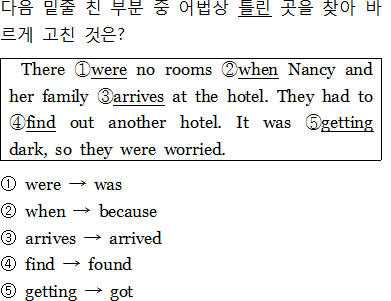 다음 밑줄 친 부분 중 어법상 틀린 곳을 찾아 바
르게 고친 것은?
There ①were no rooms ②when Nancy and
her family ③arrives at the hotel. They had to
④find out another hotel. It was ⑤getting
dark, so they were worried.
① were → was
② when → because
③ arrives → arrived
④ find → found
⑤ getting → got